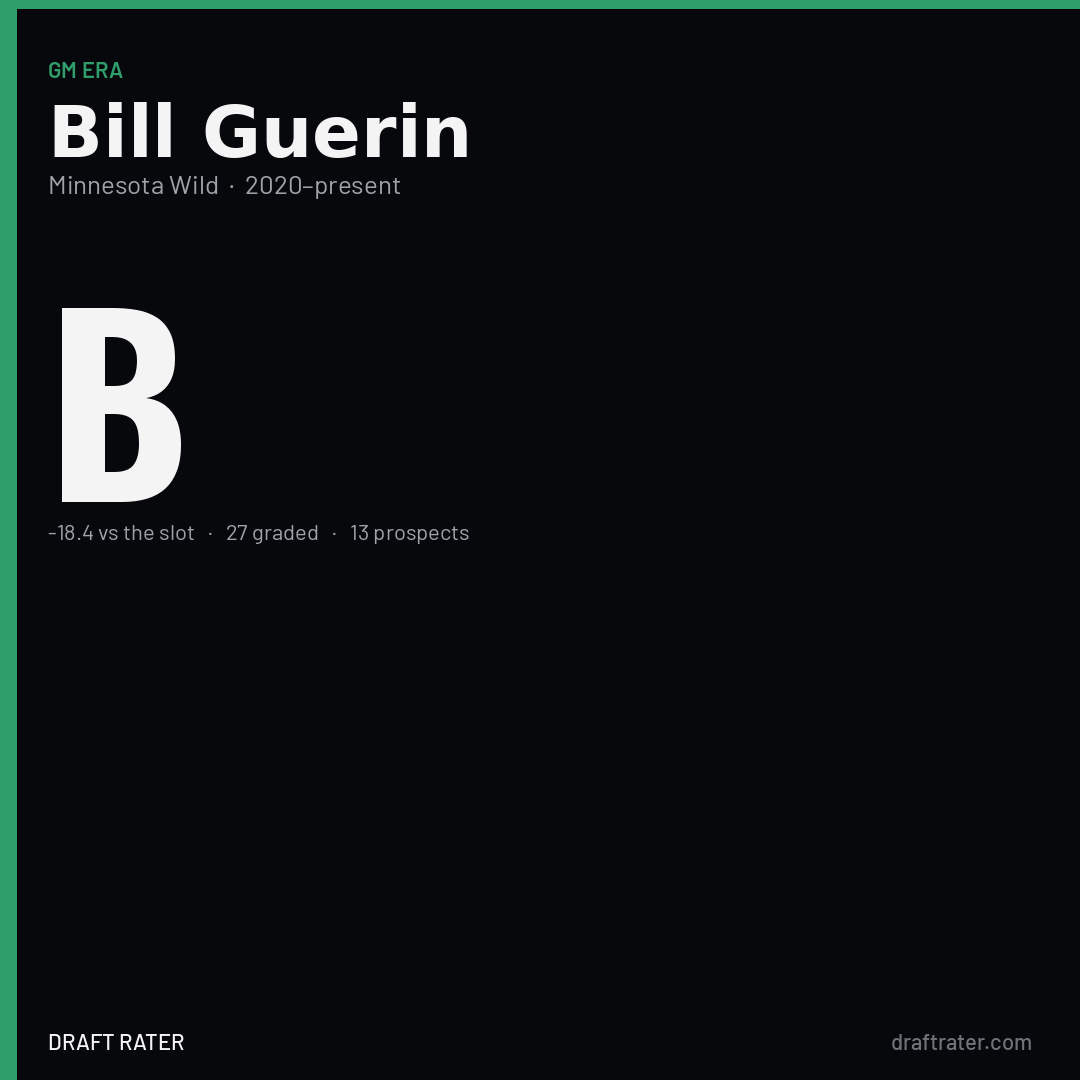 GM ERA
Bill Guerin
Minnesota Wild · 2020–present
B
-18.4 vs the slot · 27 graded · 13 prospects
DRAFT RATER
draftrater.com